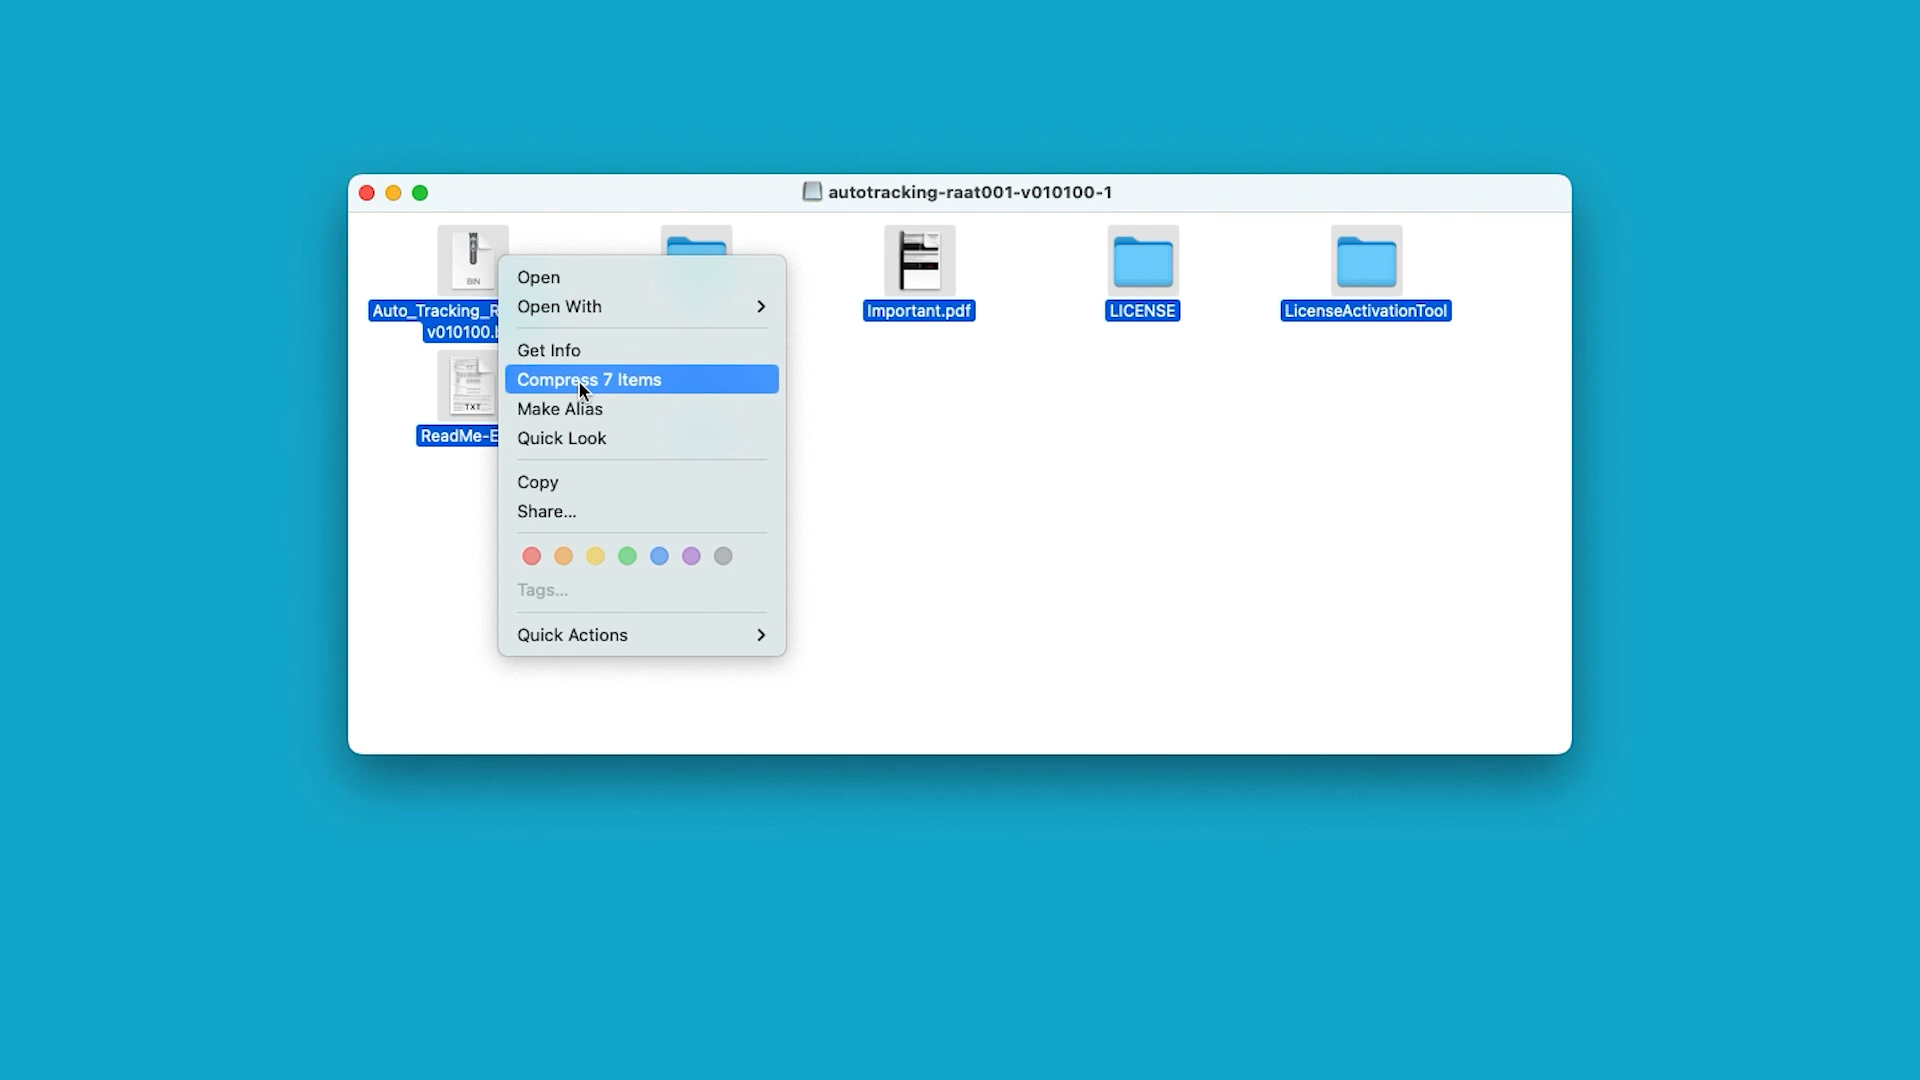 autotracking-raat001-v010100-1
BIN
Auto_Tracking_R
v010100.b
Important.pdf
LICENSE
LicenseActivationTool
TXT
ReadMe-E
Open
Open With
Get Info
Compress 7 Items
Make Alias
Quick Look
Copy
Share...
Tags...
Quick Actions